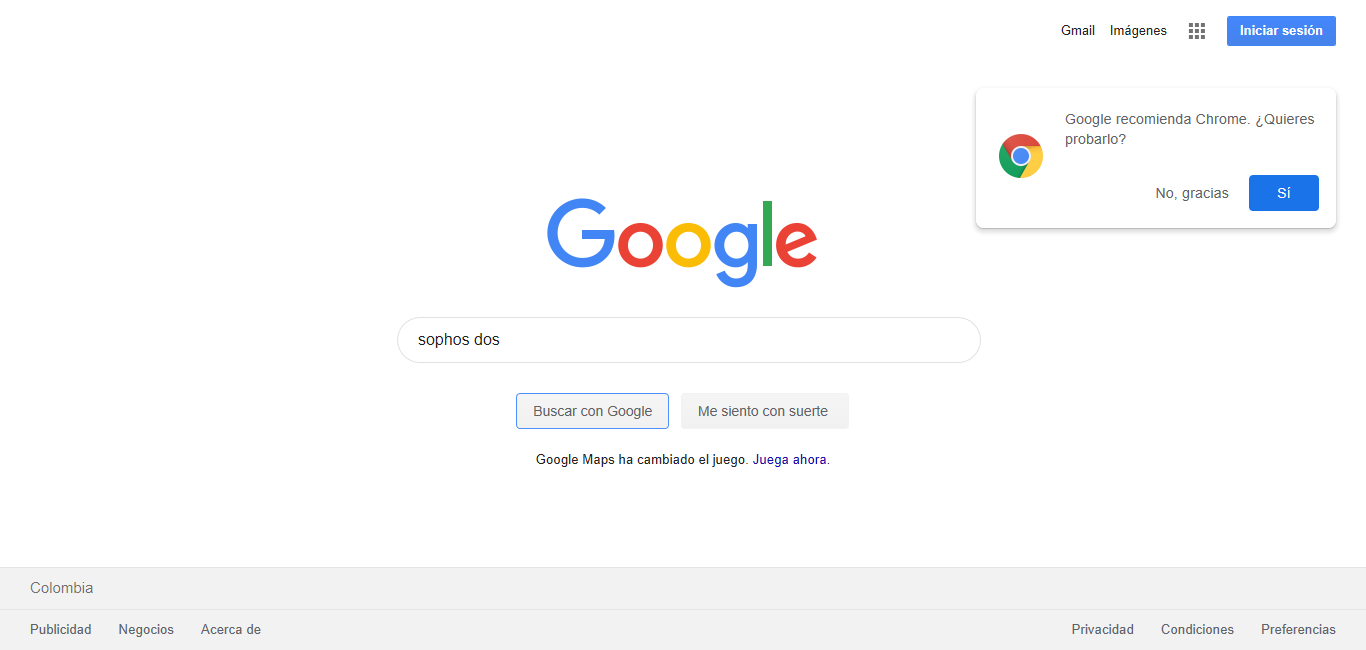 Gmail Imágenes Iniciar sesión
Google recomienda Chrome. ¿Quieres
probarlo?
No, gracias Sí
Google
sophos dos
Buscar con Google Me siento con suerte
Google Maps ha cambiado el juego. Juega ahora.
Colombia
Publicidad Negocios Acerca de Privacidad Condiciones Preferencias